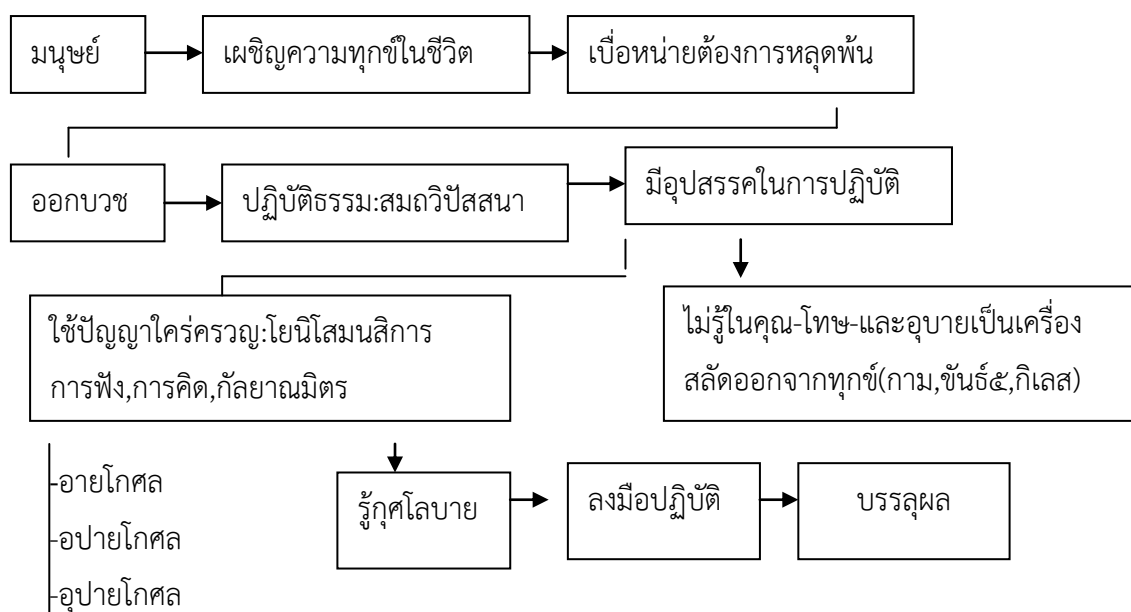 มนุษย์
เผชิญความทุกข์ในชีวิต
เบื่อหน่ายต้องการหลุดพ้น
ออกบวช
ปฏิบัติธรรม:สมถวิปัสสนา
มีอุปสรรคในการปฏิบัติ
ใช้ปัญญาใคร่ครวญ:โยนิโสมนสิการ
การฟัง,การคิด,กัลยาณมิตร
ไม่รู้ในคุณ-โทษ-และอุบายเป็นเครื่อง
สลัดออกจากทุกข์(กาม,ขันธ์๕,กิเลส)
-อายโกศล
-อปายโกศล
-อุปายโกศล
รู้กุศโลบาย
ลงมือปฏิบัติ
บรรลุผล